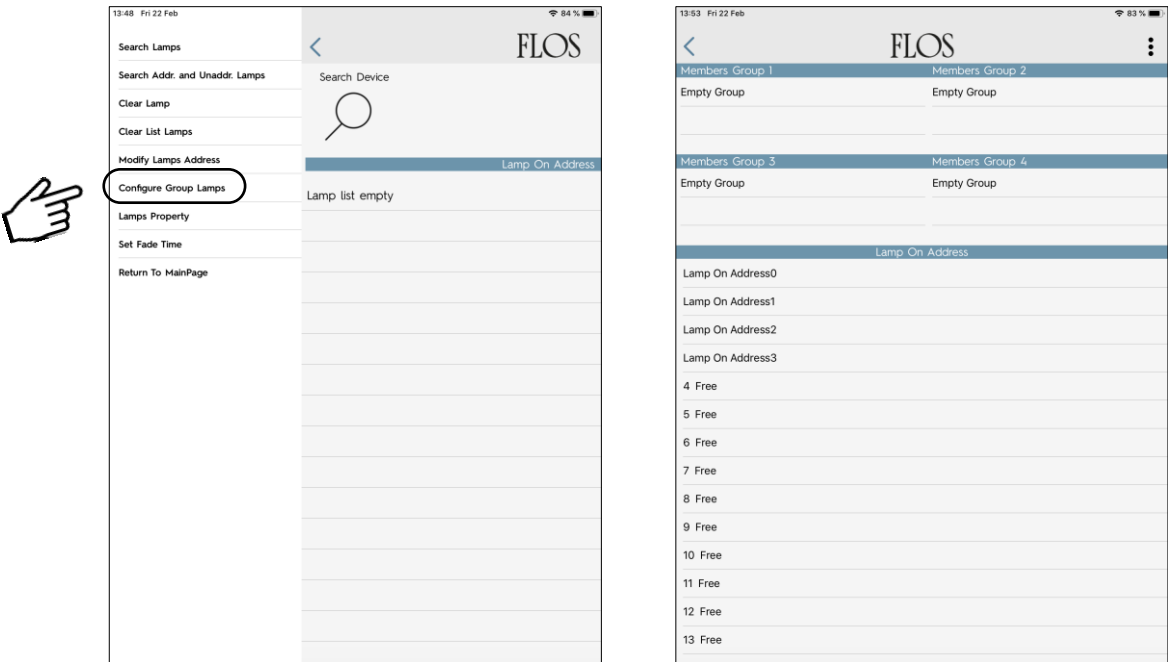 13:48 Fri 22 Feb
84 %
Search Lamps
Search Addr. and Unaddr. Lamps
Clear Lamp
Clear List Lamps
Modify Lamps Address
Configure Group Lamps
Lamps Property
Set Fade Time
Return To MainPage
FLOS
Search Device
Lamp On Address
Lamp list empty
13:53 Fri 22 Feb
83 %
FLOS
Members Group 1
Members Group 2
Empty Group
Empty Group
Members Group 3
Members Group 4
Empty Group
Empty Group
Lamp On Address
Lamp On Address0
Lamp On Address1
Lamp On Address2
Lamp On Address3
4 Free
5 Free
6 Free
7 Free
8 Free
9 Free
10 Free
11 Free
12 Free
13 Free